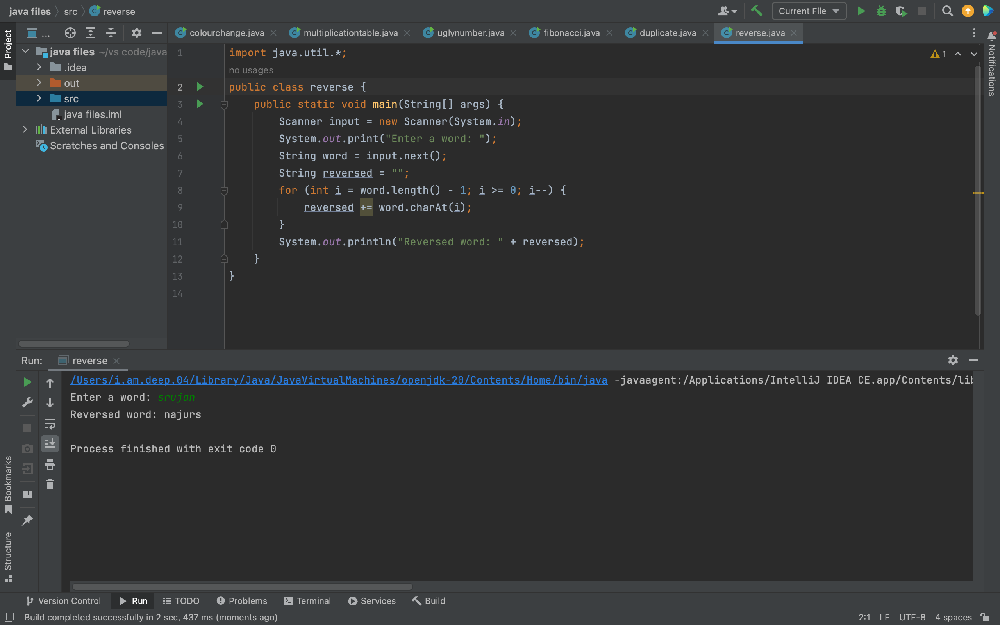 java files src reverse Current File
Project
... colourchange.java multiplicationtable.java uglynumber.java fibonacci.java duplicate.java reverse.java
Notifications
java files ~/vs code/java
.idea
out
src
java files.iml
External Libraries
Scratches and Consoles
1 import java.util.*;
no usages
2 public class reverse {
3 public static void main(String[] args) {
4 Scanner input = new Scanner(System.in);
5 System.out.print("Enter a word: ");
6 String word = input.next();
7 String reversed = "";
8 for (int i = word.length() - 1; i >= 0; i--) {
9 reversed += word.charAt(i);
10 }
11 System.out.println("Reversed word: " + reversed);
12 }
13 }
14
1
Run: reverse
/Users/i.am.deep.04/Library/Java/JavaVirtualMachines/openjdk-20/Contents/Home/bin/java -javaagent:/Applications/IntelliJ IDEA CE.app/Contents/lib
Enter a word: srujan
Reversed word: najurs
Process finished with exit code 0
Bookmarks
Structure
Version Control Run TODO Problems Terminal Services Build
Build completed successfully in 2 sec, 437 ms (moments ago) 2:1 LF UTF-8 4 spaces